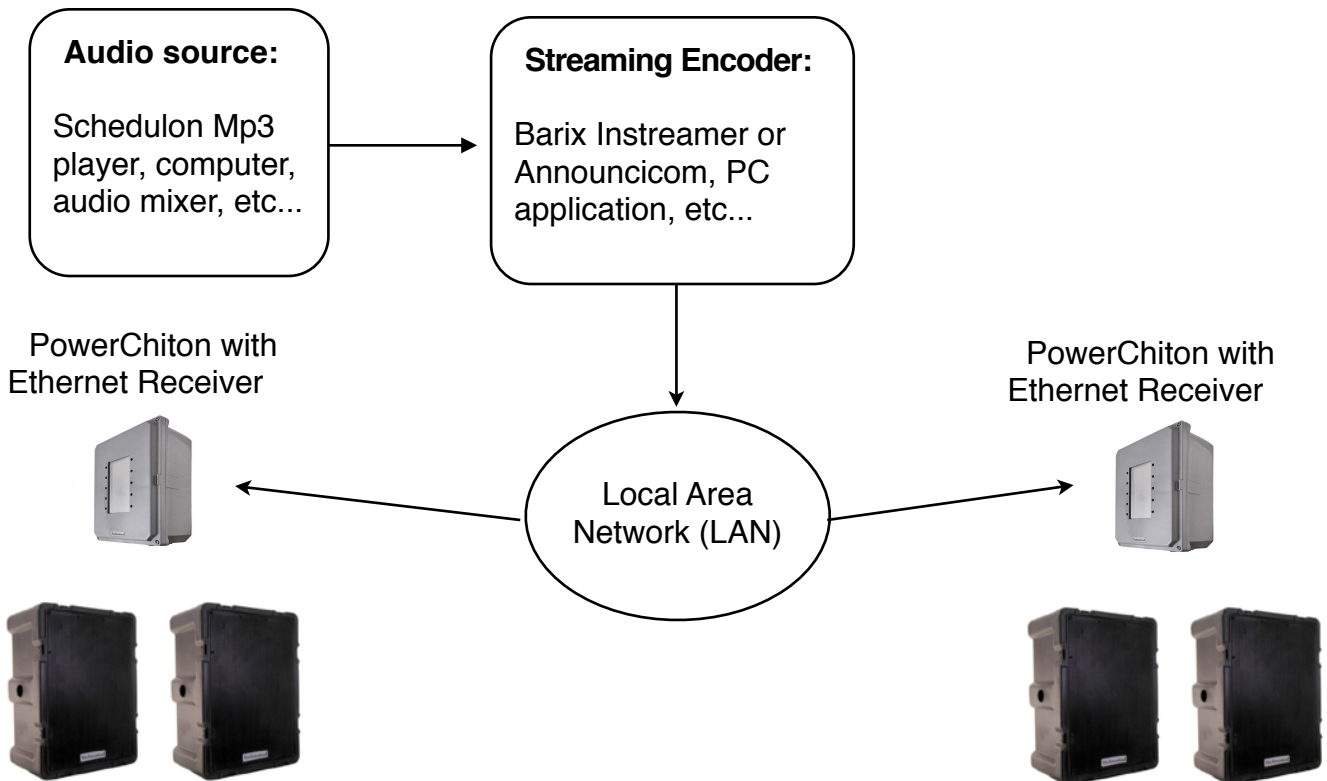 Audio source:
Schedulon Mp3
player, computer,
audio mixer, etc...
Streaming Encoder:
Barix Instreamer or
Announcicom, PC
application, etc...
PowerChiton with
Ethernet Receiver
PowerChiton with
Ethernet Receiver
Local Area
Network (LAN)